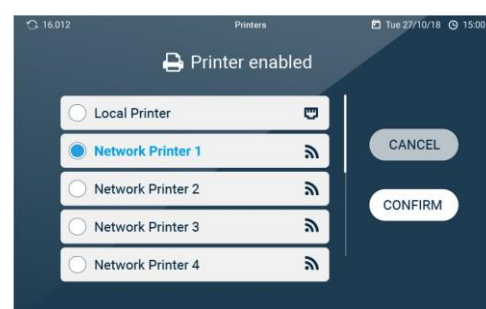 16.012 Printers Tue 27/10/18 15:00
Printer enabled
Local Printer
Network Printer 1
Network Printer 2
Network Printer 3
Network Printer 4
CANCEL
CONFIRM